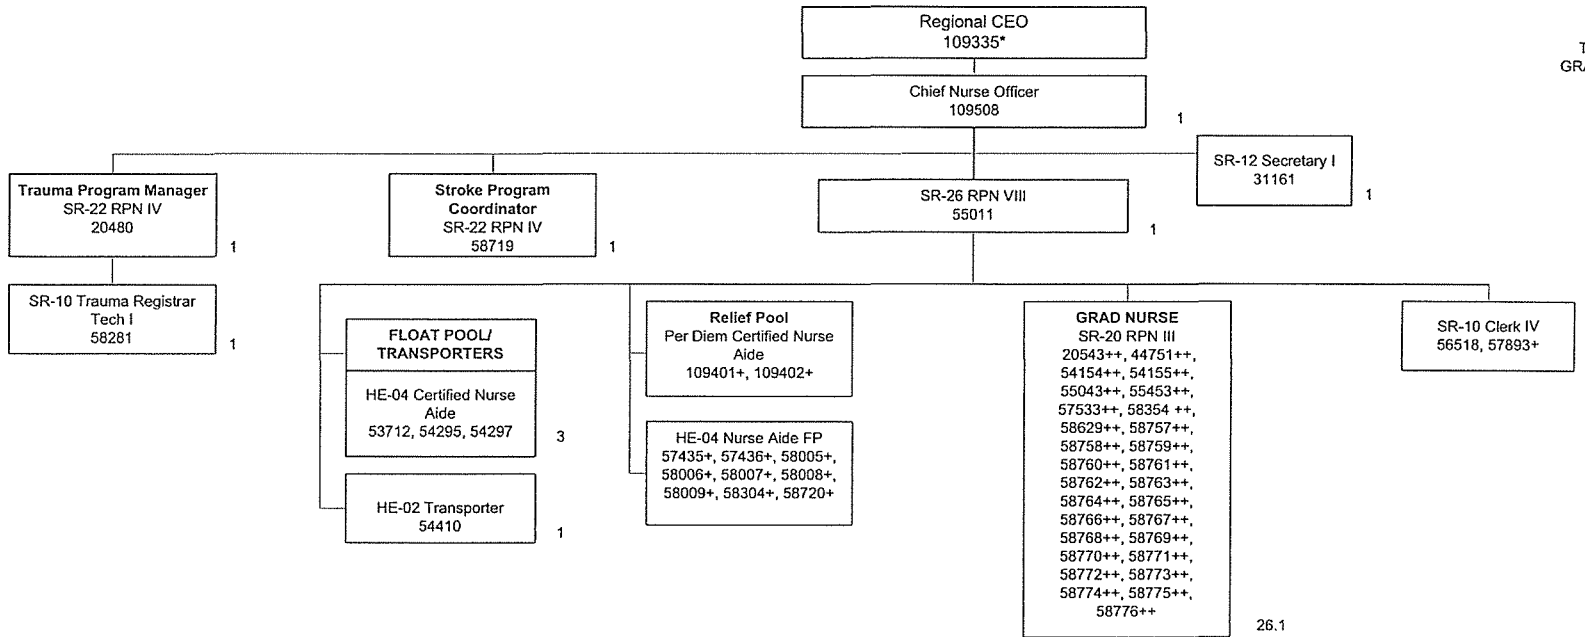 Regional CEO
109335*
T
GRA
Chief Nurse Officer
109508
1
SR-12 Secretary I
31161
1
Trauma Program Manager
SR-22 RPN IV
20480
1
Stroke Program
Coordinator
SR-22 RPN IV
58719
1
SR-26 RPN VIII
55011
1
SR-10 Trauma Registrar
Tech I
58281
1
FLOAT POOL/
TRANSPORTERS
HE-04 Certified Nurse
Aide
53712, 54295, 54297
3
HE-02 Transporter
54410
1
Relief Pool
Per Diem Certified Nurse
Aide
109401+, 109402+
HE-04 Nurse Aide FP
57435+, 57436+, 58005+,
58006+, 58007+, 58008+,
58009+, 58304+, 58720+
GRAD NURSE
SR-20 RPN III
20543++, 44751++,
54154++, 54155++,
55043++, 55453++,
57533++, 58354 ++,
58629++, 58757++,
58758++, 58759++,
58760++, 58761++,
58762++, 58763++,
58764++, 58765++,
58766++, 58767++,
58768++, 58769++,
58770++, 58771++,
58772++, 58773++,
58774++, 58775++,
58776++
26.1
SR-10 Clerk IV
56518, 57893+